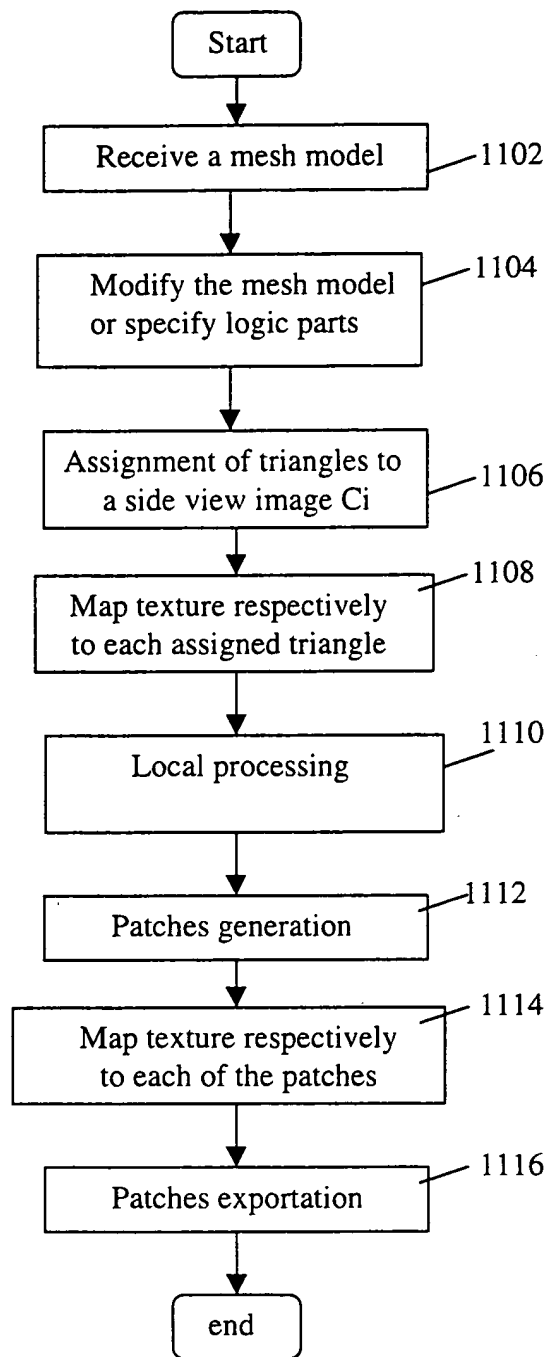 Start
Receive a mesh model
1102
Modify the mesh model
or specify logic parts
1104
Assignment of triangles to
a side view image Ci
1106
Map texture respectively
to each assigned triangle
1108
Local processing
1110
Patches generation
1112
Map texture respectively
to each of the patches
1114
Patches exportation
1116
end